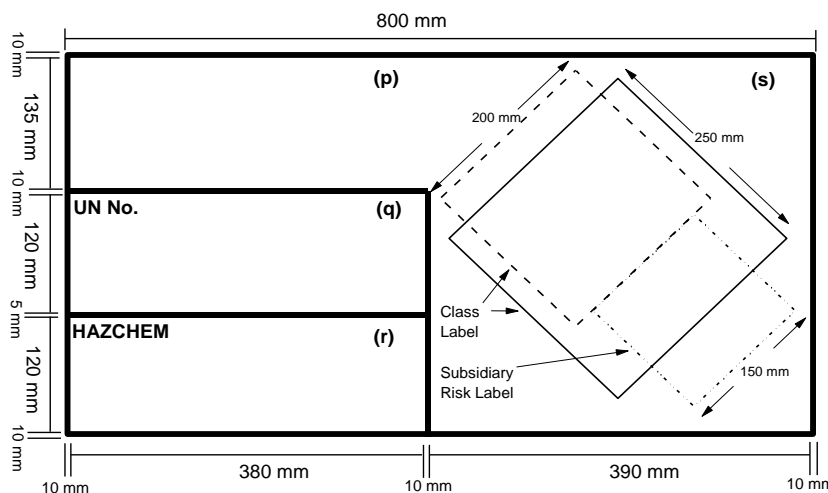 800 mm
10 mm
(p)
(s)
135 mm
200 mm
250 mm
10 mm
UN No.
(q)
120 mm
5 mm
Class
Label
HAZCHEM
(r)
120 mm
Subsidiary
Risk Label
150 mm
10 mm
380 mm
390 mm
10 mm
10 mm
10 mm